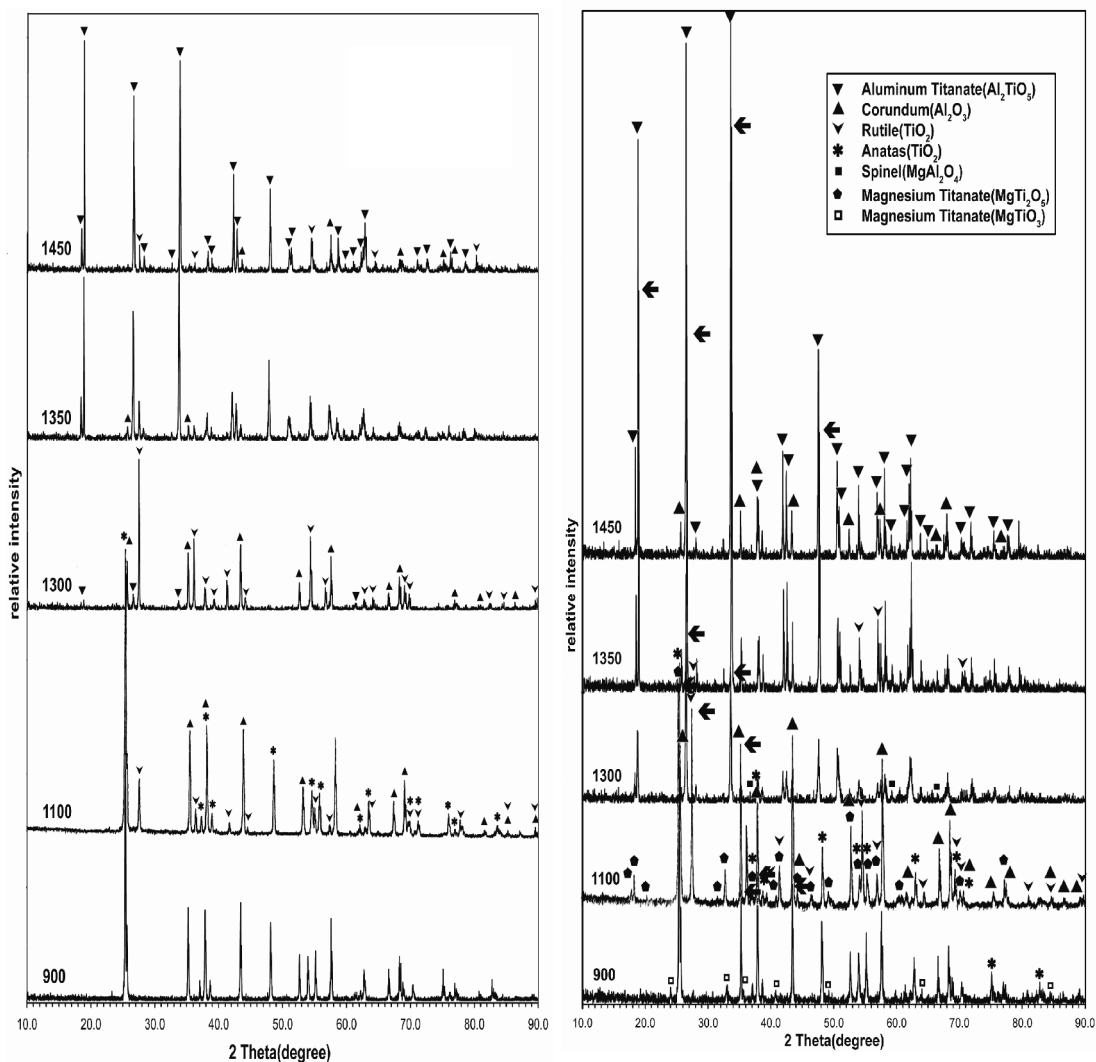 relative intensity
1450
1350
1300
1100
900
10.0 20.0 30.0 40.0 50.0 60.0 70.0 80.0 90.0
2 Theta(degree)
Aluminum Titanate(Al₂TiO₅)
Corundum(Al₂O₃)
Rutile(TiO₂)
Anatas(TiO₂)
Spinel(MgAl₂O₄)
Magnesium Titanate(MgTi₂O₅)
Magnesium Titanate(MgTiO₃)
relative intensity
1450
1350
1300
1100
900
10.0 20.0 30.0 40.0 50.0 60.0 70.0 80.0 90.0
2 Theta(degree)